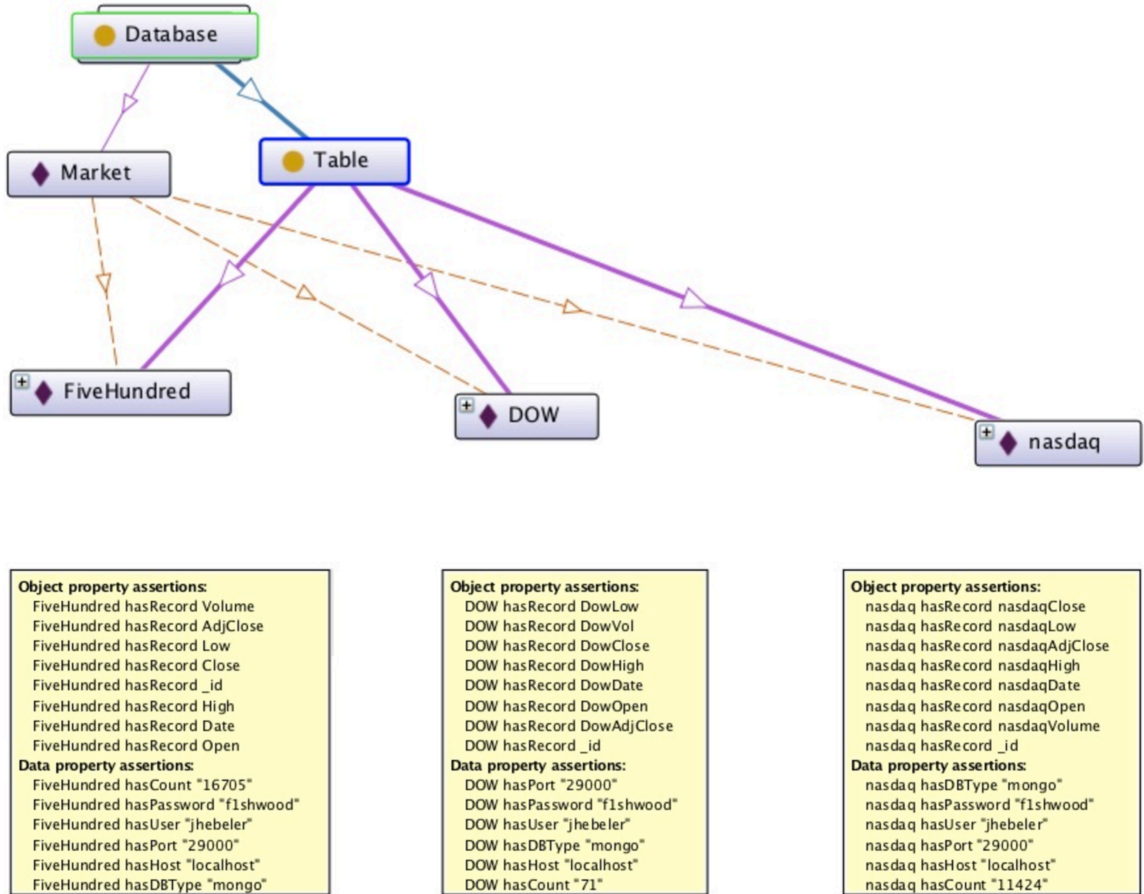 Database
Market
Table
FiveHundred
DOW
nasdaq
Object property assertions:
FiveHundred hasRecord Volume
FiveHundred hasRecord AdjClose
FiveHundred hasRecord Low
FiveHundred hasRecord Close
FiveHundred hasRecord _id
FiveHundred hasRecord High
FiveHundred hasRecord Date
FiveHundred hasRecord Open
Data property assertions:
FiveHundred hasCount "16705"
FiveHundred hasPassword "f1shwood"
FiveHundred hasUser "jhebeler"
FiveHundred hasPort "29000"
FiveHundred hasHost "localhost"
FiveHundred hasDBType "mongo"
Object property assertions:
DOW hasRecord DowLow
DOW hasRecord DowVol
DOW hasRecord DowClose
DOW hasRecord DowHigh
DOW hasRecord DowDate
DOW hasRecord DowOpen
DOW hasRecord DowAdjClose
DOW hasRecord _id
Data property assertions:
DOW hasPort "29000"
DOW hasPassword "f1shwood"
DOW hasUser "jhebeler"
DOW hasDBType "mongo"
DOW hasHost "localhost"
DOW hasCount "71"
Object property assertions:
nasdaq hasRecord nasdaqClose
nasdaq hasRecord nasdaqLow
nasdaq hasRecord nasdaqAdjClose
nasdaq hasRecord nasdaqHigh
nasdaq hasRecord nasdaqDate
nasdaq hasRecord nasdaqOpen
nasdaq hasRecord nasdaqVolume
nasdaq hasRecord _id
Data property assertions:
nasdaq hasDBType "mongo"
nasdaq hasPassword "f1shwood"
nasdaq hasUser "jhebeler"
nasdaq hasPort "29000"
nasdaq hasHost "localhost"
nasdaq hasCount "11424"